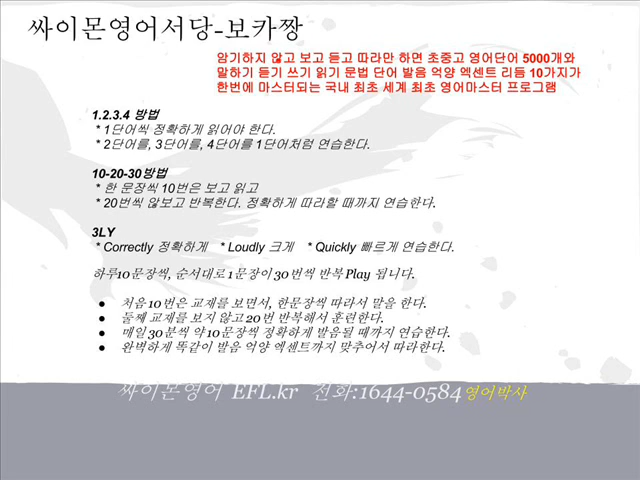 싸이몬영어서당-보카짱
암기하지 않고 보고 듣고 따라만 하면 초중고 영어단어 5000개와
말하기 듣기 쓰기 읽기 문법 단어 발음 억양 엑센트 리듬 10가지가
한번에 마스터되는 국내 최초 세계 최초 영어마스터 프로그램
1.2.3.4 방법
* 1단어씩 정확하게 읽어야 한다.
* 2단어를, 3단어를, 4단어를 1단어처럼 연습한다.
10-20-30방법
* 한 문장씩 10번은 보고 읽고
* 20번씩 않보고 반복한다. 정확하게 따라할 때까지 연습한다.
3LY
* Correctly 정확하게 * Loudly 크게 * Quickly 빠르게 연습한다.
하루10문장씩, 순서대로 1문장이 30번씩 반복 Play 됩니다.
● 처음 10번은 교재를 보면서, 한문장씩 따라서 말을 한다.
● 둘째 교재를 보지 않고 20번 반복해서 훈련한다.
● 매일 30분씩 약 10문장씩 정확하게 발음될 때까지 연습한다.
● 완벽하게 똑같이 발음 억양 엑센트까지 맞추어서 따라한다.
싸이몬영어 EFL.kr 전화:1644-0584영어박사